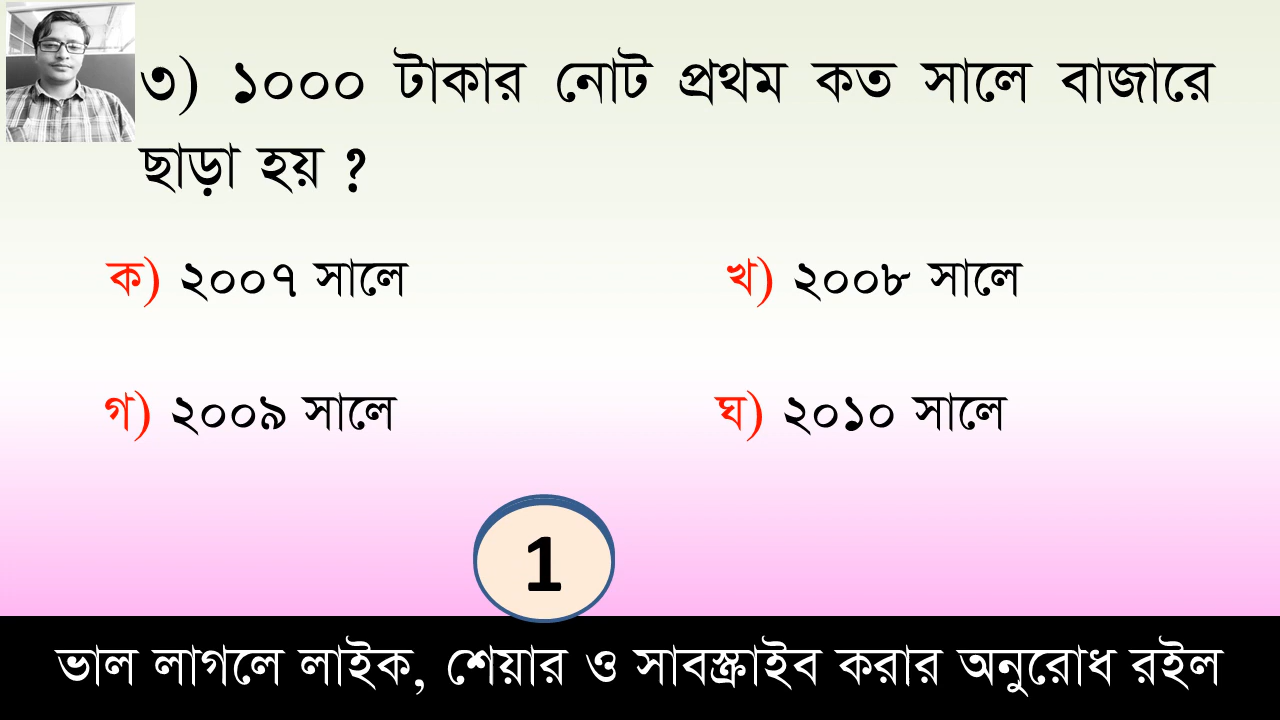 ৩) ১০০০ টাকার নোট প্রথম কত সালে বাজারে
ছাড়া হয় ?
ক) ২০০৭ সালে
খ) ২০০৮ সালে
গ) ২০০৯ সালে
ঘ) ২০১০ সালে
1
ভাল লাগলে লাইক, শেয়ার ও সাবস্ক্রাইব করার অনুরোধ রইল